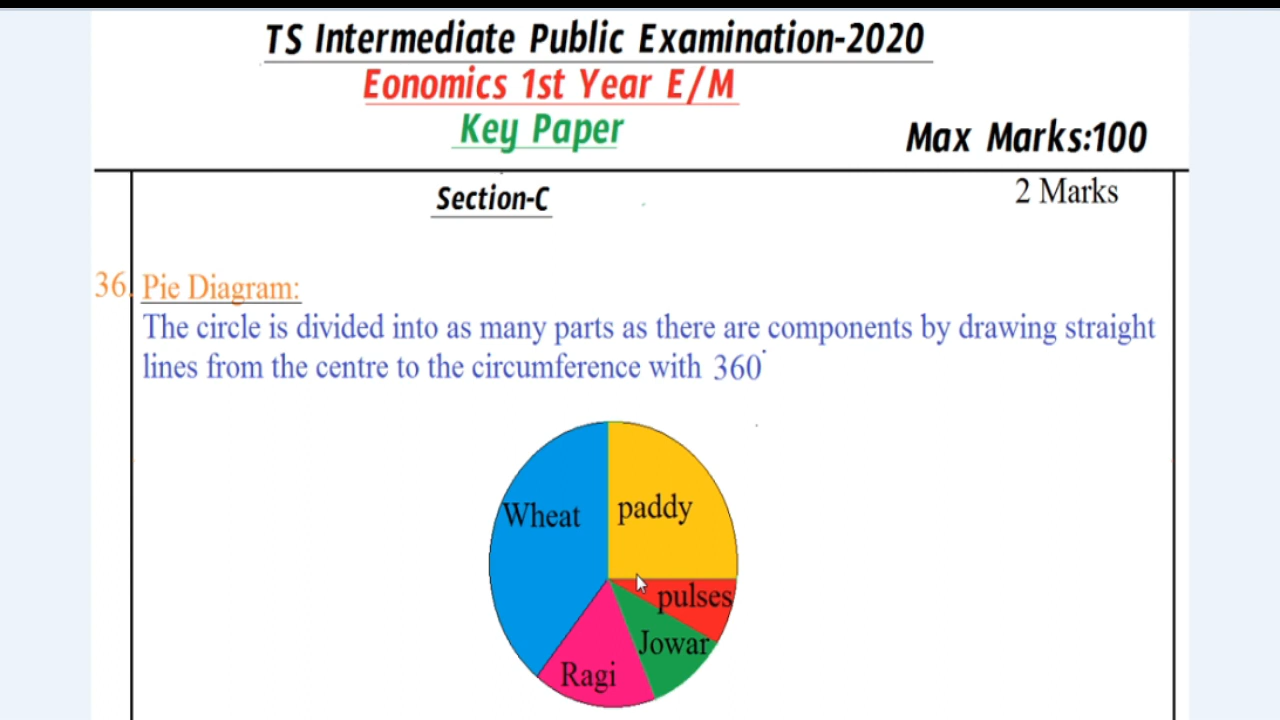 TS Intermediate Public Examination-2020
Eonomics 1st Year E/M
Key Paper
Max Marks:100
Section-C
2 Marks
36. Pie Diagram:
The circle is divided into as many parts as there are components by drawing straight
lines from the centre to the circumference with 360˙
Wheat
paddy
pulses
Jowar
Ragi